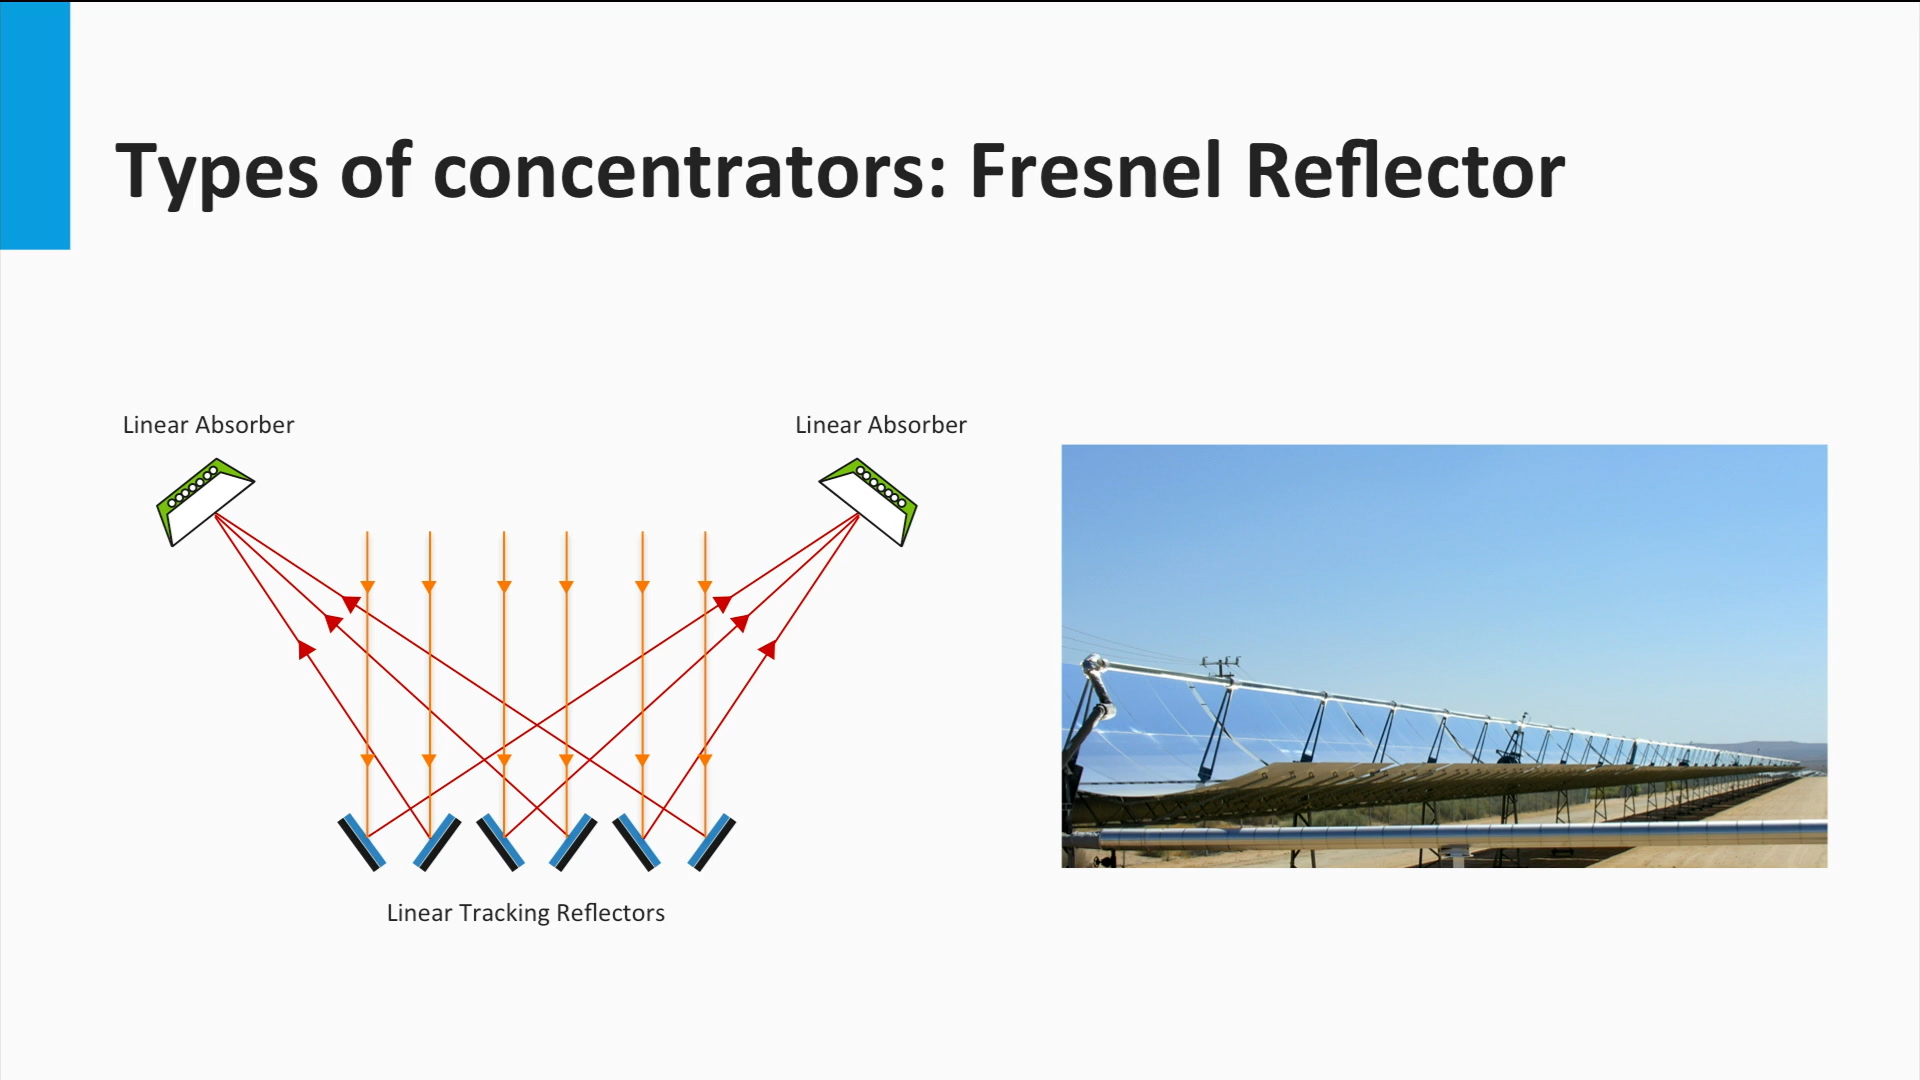 Types of concentrators: Fresnel Reflector
Linear Absorber
Linear Absorber
Linear Tracking Reflectors